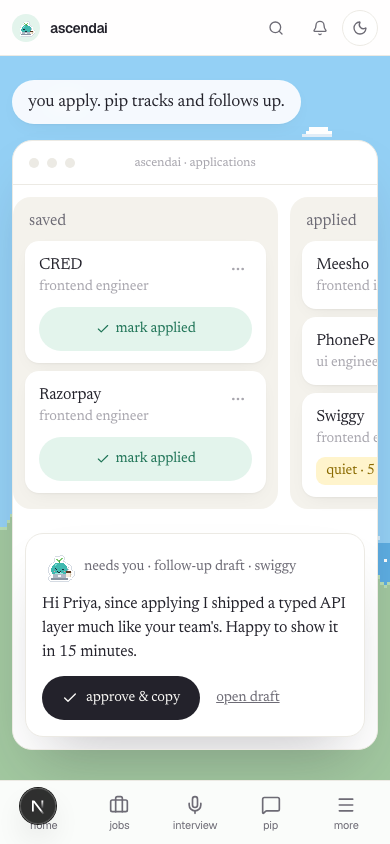 ascendai
you apply. pip tracks and follows up.
ascendai · applications
saved
CRED
frontend engineer
mark applied
Razorpay
frontend engineer
mark applied
applied
Meesho
frontend
PhonePe
ui engineer
Swiggy
frontend
quiet · 5
needs you · follow-up draft · swiggy
Hi Priya, since applying I shipped a typed API
layer much like your team's. Happy to show it
in 15 minutes.
approve & copy
open draft
N
home
jobs
interview
pip
more